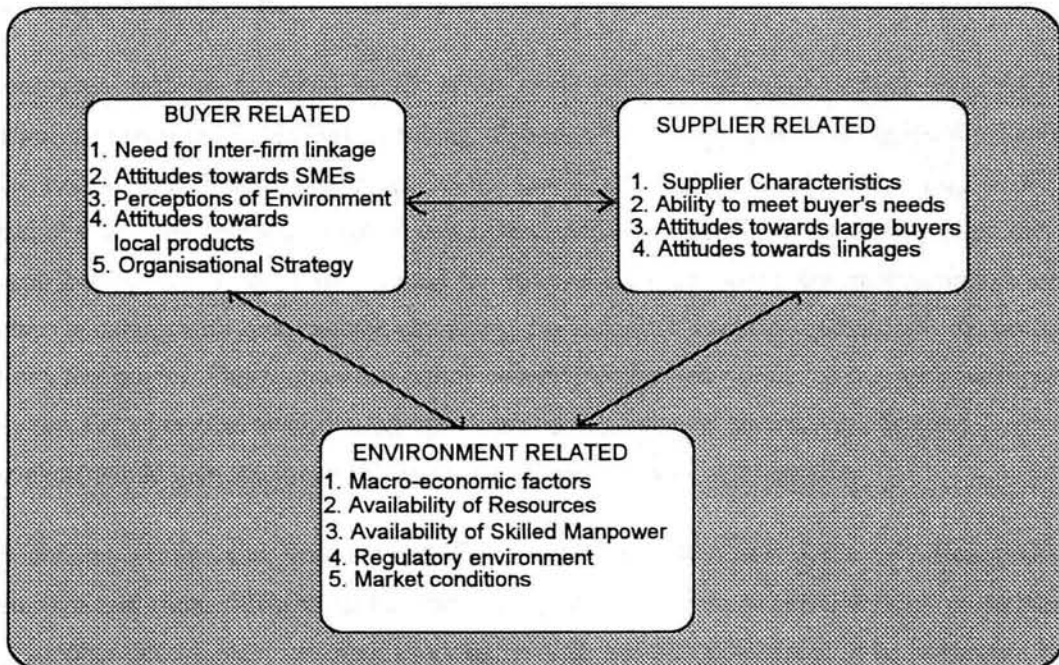 BUYER RELATED
1. Need for Inter-firm linkage
2. Attitudes towards SMEs
3. Perceptions of Environment
4. Attitudes towards
local products
5. Organisational Strategy
SUPPLIER RELATED
1. Supplier Characteristics
2. Ability to meet buyer's needs
3. Attitudes towards large buyers
4. Attitudes towards linkages
ENVIRONMENT RELATED
1. Macro-economic factors
2. Availability of Resources
3. Availability of Skilled Manpower
4. Regulatory environment
5. Market conditions